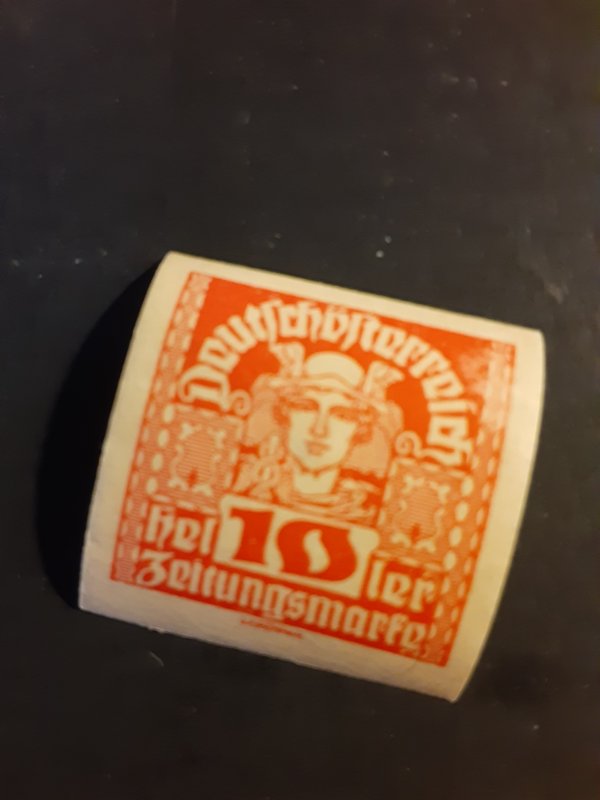 Deutschösterreich
hel 10 ler
Zeitungsmarke